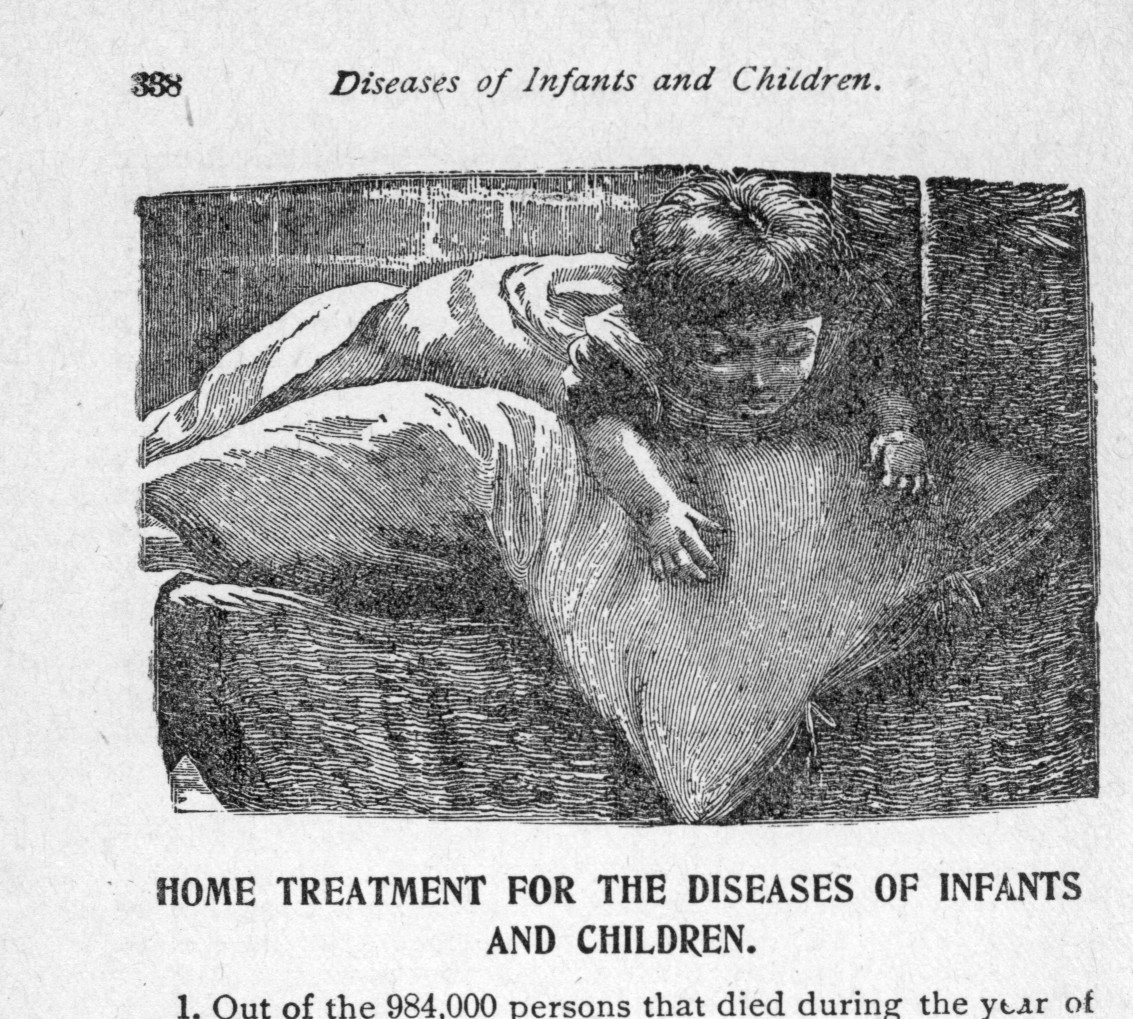 338 Diseases of Infants and Children.
HOME TREATMENT FOR THE DISEASES OF INFANTS
AND CHILDREN.
1. Out of the 984,000 persons that died during the year of